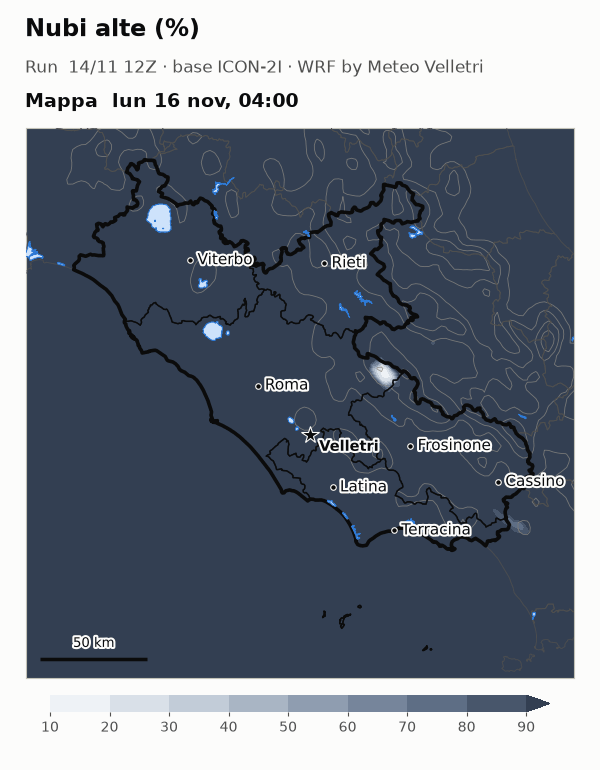 Nubi alte (%)
Run  14/11 12Z · base ICON-2I · WRF by Meteo Velletri
Mappa  lun 16 nov, 04:00
Viterbo
Rieti
Roma
Velletri
Frosinone
Cassino
Latina
Terracina
50 km
10 20 30 40 50 60 70 80 90